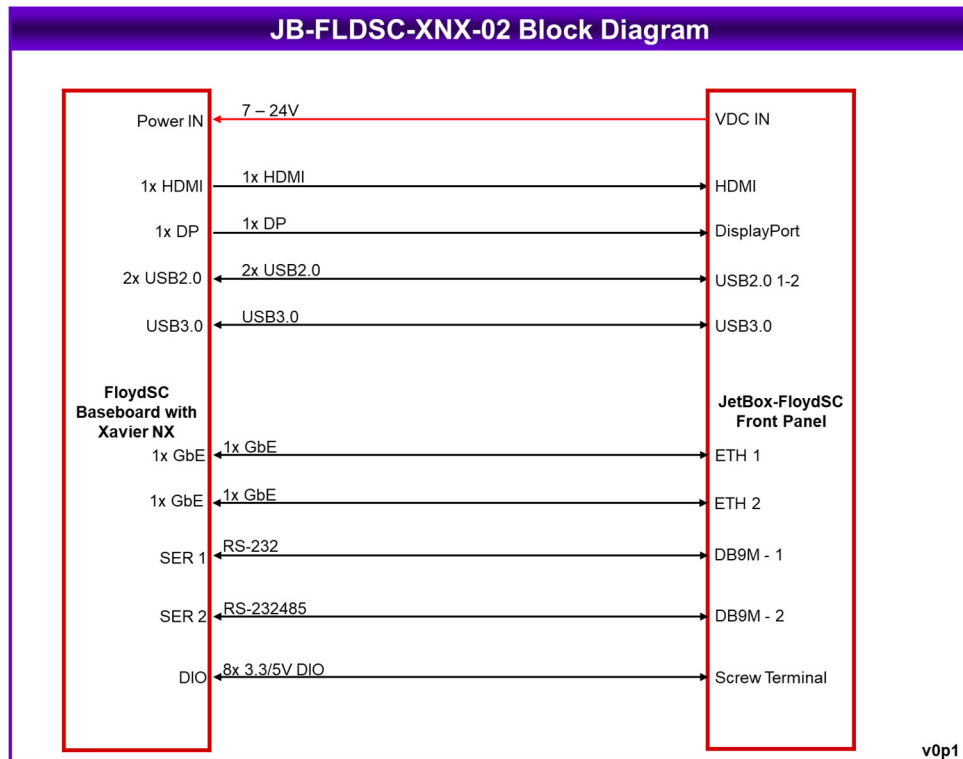 JB-FLDSC-XNX-02 Block Diagram
Power IN 7 – 24V VDC IN
1x HDMI 1x HDMI HDMI
1x DP 1x DP DisplayPort
2x USB2.0 2x USB2.0 USB2.0 1-2
USB3.0 USB3.0 USB3.0
FloydSC
Baseboard with
Xavier NX
JetBox-FloydSC
Front Panel
1x GbE 1x GbE ETH 1
1x GbE 1x GbE ETH 2
SER 1 RS-232 DB9M - 1
SER 2 RS-232485 DB9M - 2
DIO 8x 3.3/5V DIO Screw Terminal
v0p1